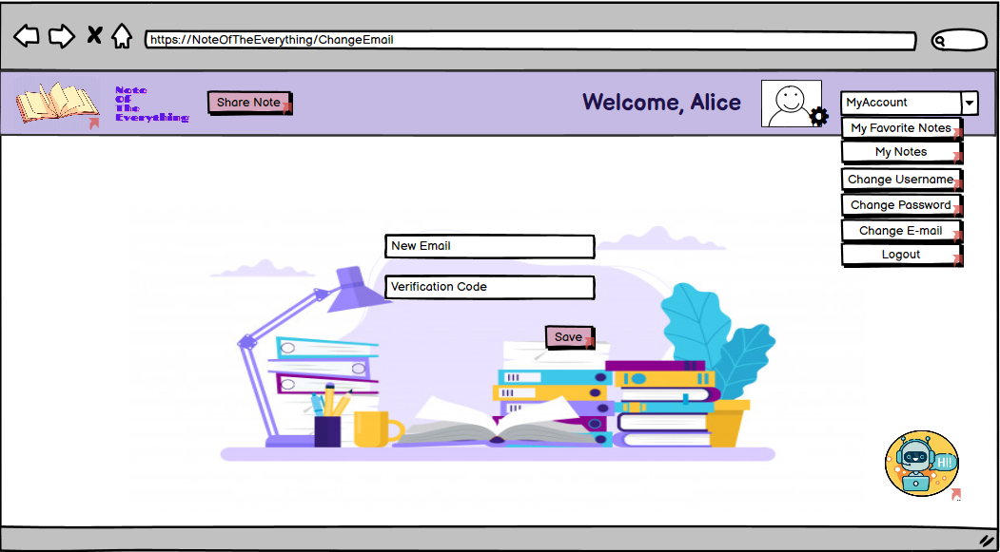 https://NoteOfTheEverything/ChangeEmail
Note
Of
The
Everything
Share Note
Welcome, Alice
MyAccount
My Favorite Notes
My Notes
Change Username
Change Password
Change E-mail
Logout
New Email
Verification Code
Save
HI!